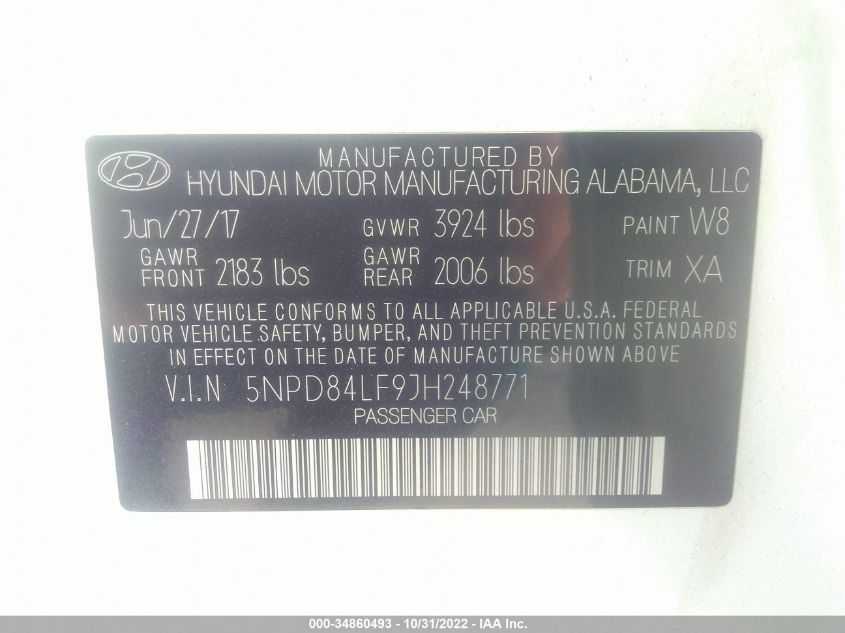 MANUFACTURED BY
HYUNDAI MOTOR MANUFACTURING ALABAMA, LLC
Jun/27/17 GVWR 3924 lbs PAINT W8
GAWR FRONT 2183 lbs GAWR REAR 2006 lbs TRIM XA
THIS VEHICLE CONFORMS TO ALL APPLICABLE U.S.A. FEDERAL
MOTOR VEHICLE SAFETY, BUMPER, AND THEFT PREVENTION STANDARDS
IN EFFECT ON THE DATE OF MANUFACTURE SHOWN ABOVE.
V.I.N 5NPD84LF9JH248771
PASSENGER CAR
000-34860493 - 10/31/2022 - IAA Inc.